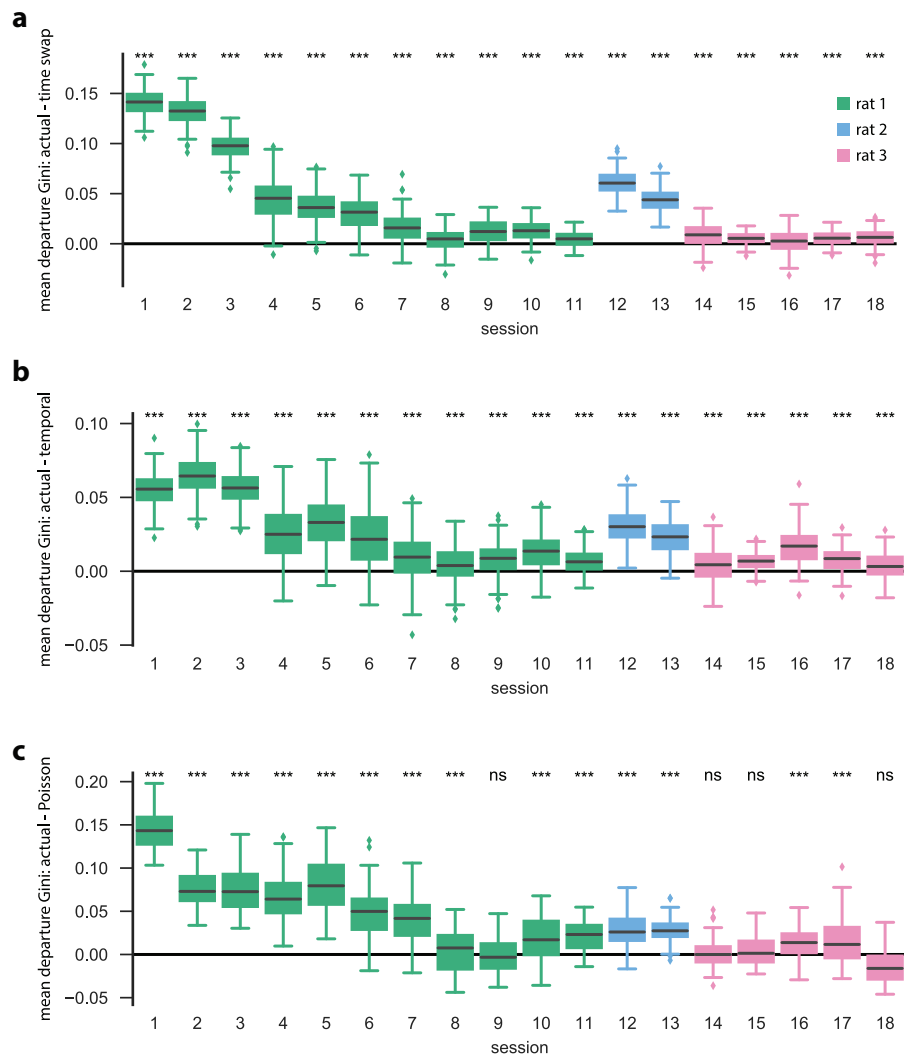 a
mean departure Gini: actual - time swap
*** *** *** *** *** *** *** *** *** *** *** *** *** *** *** *** *** ***
0.15
0.10
0.05
0.00
rat 1
rat 2
rat 3
1 2 3 4 5 6 7 8 9 10 11 12 13 14 15 16 17 18
session
b
mean departure Gini: actual - temporal
*** *** *** *** *** *** *** *** *** *** *** *** *** *** *** *** *** ***
0.10
0.05
0.00
−0.05
1 2 3 4 5 6 7 8 9 10 11 12 13 14 15 16 17 18
session
c
mean departure Gini: actual - Poisson
*** *** *** *** *** *** *** *** ns *** *** *** *** ns ns *** *** ns
0.20
0.15
0.10
0.05
0.00
−0.05
1 2 3 4 5 6 7 8 9 10 11 12 13 14 15 16 17 18
session